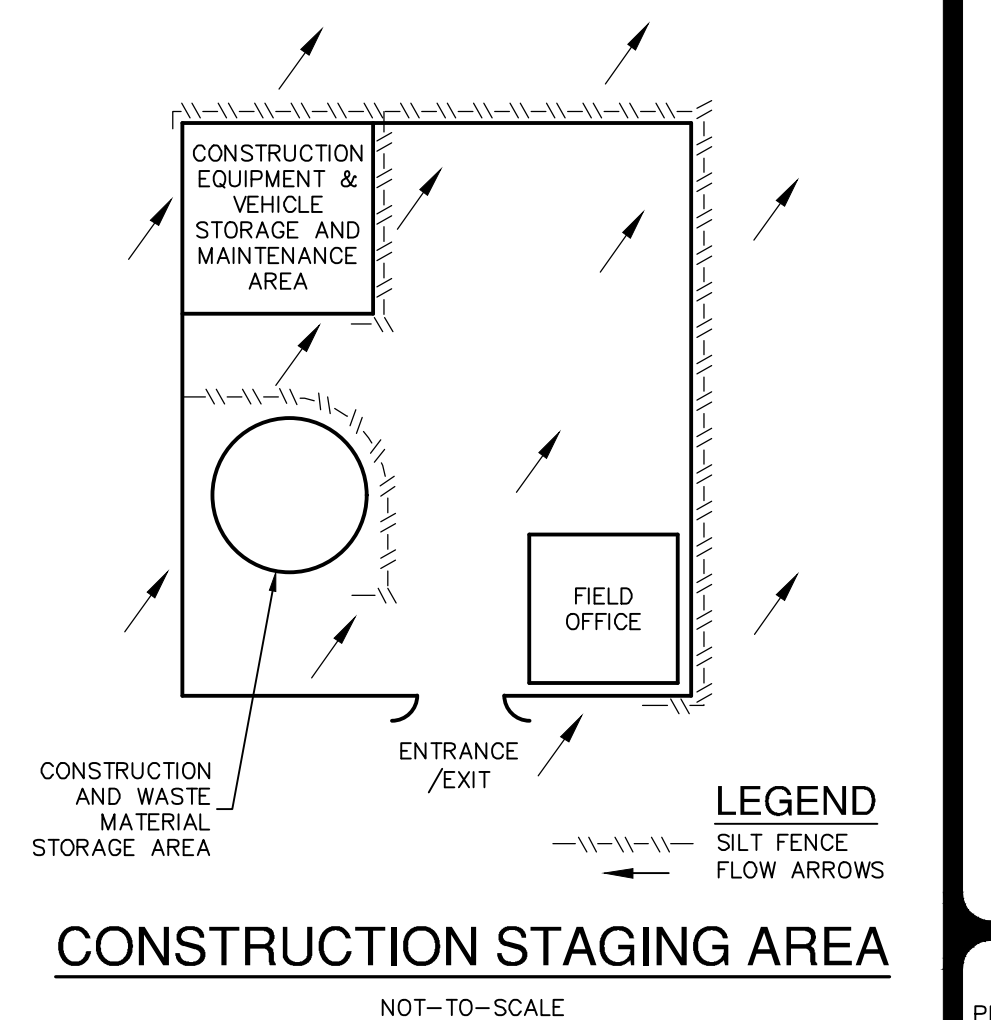 CONSTRUCTION
EQUIPMENT &
VEHICLE
STORAGE AND
MAINTENANCE
AREA
FIELD
OFFICE
ENTRANCE
/EXIT
CONSTRUCTION
AND WASTE
MATERIAL
STORAGE AREA
LEGEND
SILT FENCE
FLOW ARROWS
CONSTRUCTION STAGING AREA
NOT-TO-SCALE